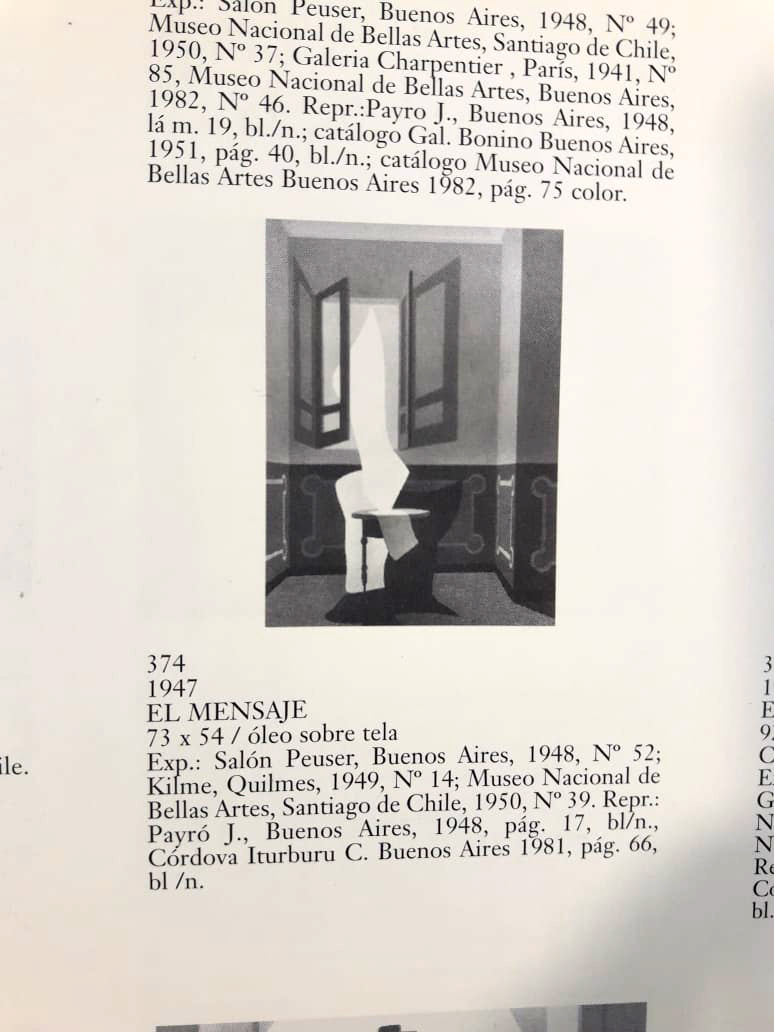 Exp.: Salón Peuser, Buenos Aires, 1948, Nº 49;
Museo Nacional de Bellas Artes, Santiago de Chile,
1950, Nº 37; Galeria Charpentier , París, 1941, Nº
85, Museo Nacional de Bellas Artes, Buenos Aires,
1982, Nº 46. Repr.:Payro J., Buenos Aires, 1948,
lá m. 19, bl./n.; catálogo Gal. Bonino Buenos Aires,
1951, pág. 40, bl./n.; catálogo Museo Nacional de
Bellas Artes Buenos Aires 1982, pág. 75 color.
374
1947
EL MENSAJE
73 x 54 / óleo sobre tela
Exp.: Salón Peuser, Buenos Aires, 1948, Nº 52;
Kilme, Quilmes, 1949, Nº 14; Museo Nacional de
Bellas Artes, Santiago de Chile, 1950, Nº 39. Repr.:
Payró J., Buenos Aires, 1948, pág. 17, bl/n.,
Córdova Iturburu C. Buenos Aires 1981, pág. 66,
bl /n.
ile.
bl.